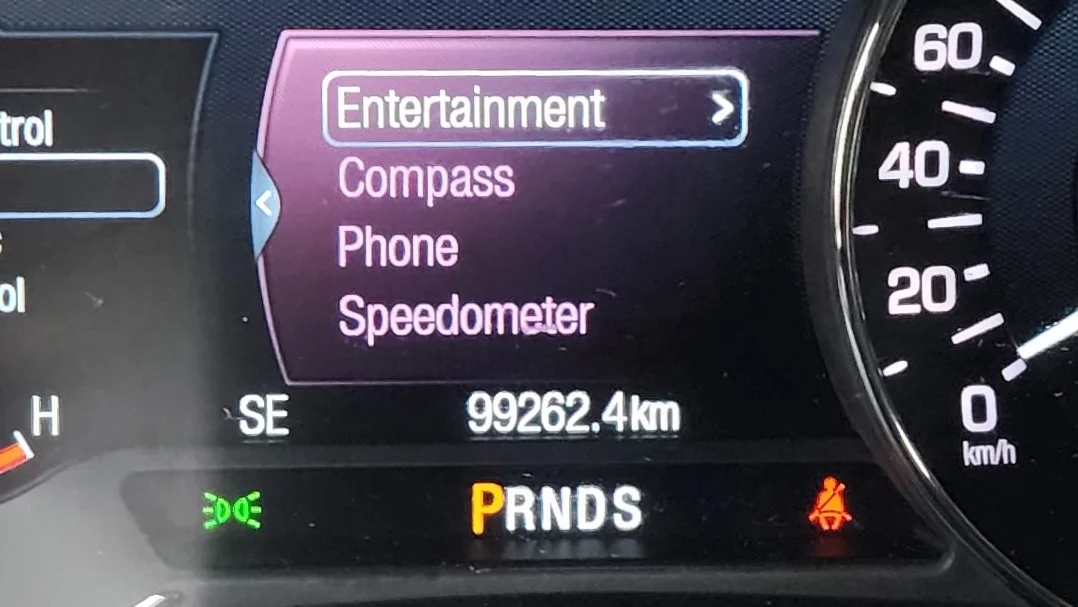 Entertainment >
Compass
Phone
Speedometer
trol
ol
H
SE
99262.4km
PRNDS
60
40
20
0
km/h